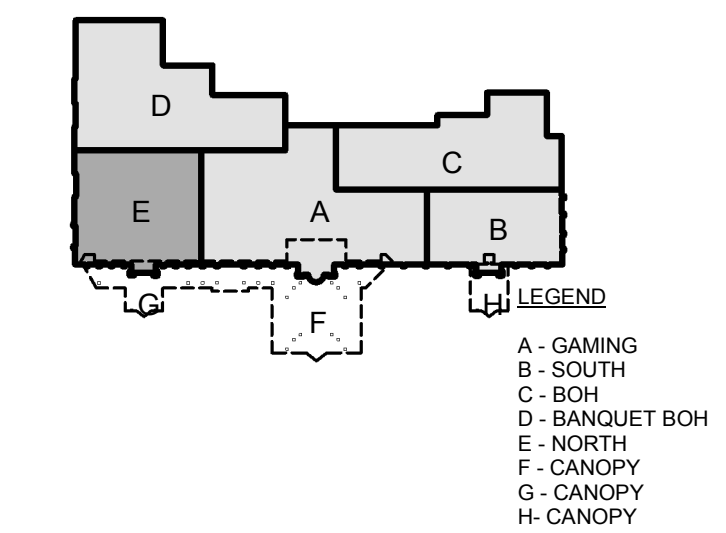 D
C
E
A
B
G
H
F
LEGEND
A - GAMING
B - SOUTH
C - BOH
D - BANQUET BOH
E - NORTH
F - CANOPY
G - CANOPY
H- CANOPY